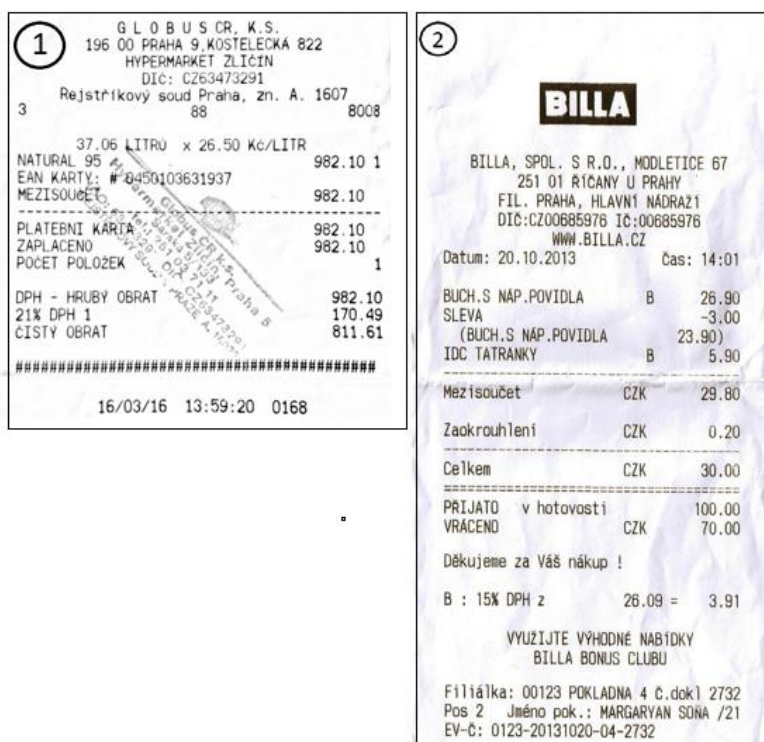 1
G L O B U S CR, K.S.
196 00 PRAHA 9,KOSTELECKÁ 822
HYPERMARKET ZLIČÍN
DIČ: CZ63473291
Rejstříkový soud Praha, zn. A. 1607
3 88 8008
37.06 LITRŮ x 26.50 Kč/LITR
NATURAL 95 982.10 1
EAN KARTY: # 0450103631937
MEZISOUČET 982.10
PLATEBNI KARTA 982.10
ZAPLACENO 982.10
POČET POLOŽEK 1
DPH - HRUBÝ OBRAT 982.10
21% DPH 1 170.49
ČISTÝ OBRAT 811.61
################################################
16/03/16 13:59:20 0168
Globus ČR k.s.
Hypermarket Zličín
Praha 5
2
BILLA
BILLA, SPOL. S R.O., MODLETICE 67
251 01 ŘÍČANY U PRAHY
FIL. PRAHA, HLAVNÍ NÁDRAŽÍ
DIČ:CZ00685976 IČ:00685976
WWW.BILLA.CZ
Datum: 20.10.2013 Čas: 14:01
BUCH.S NÁP.POVIDLA B 26.90
SLEVA -3.00
(BUCH.S NÁP.POVIDLA 23.90)
IDC TATRANKY B 5.90
Mezisoučet CZK 29.80
Zaokrouhlení CZK 0.20
Celkem CZK 30.00
PŘIJATO v hotovosti 100.00
VRÁCENO CZK 70.00
Děkujeme za Váš nákup !
B : 15% DPH z 26.09 = 3.91
VYUŽIJTE VÝHODNÉ NABÍDKY
BILLA BONUS CLUBU
Filiálka: 00123 POKLADNA 4 č.dokl 2732
Pos 2 Jméno pok.: MARGARYAN SOŇA /21
EV-Č: 0123-20131020-04-2732